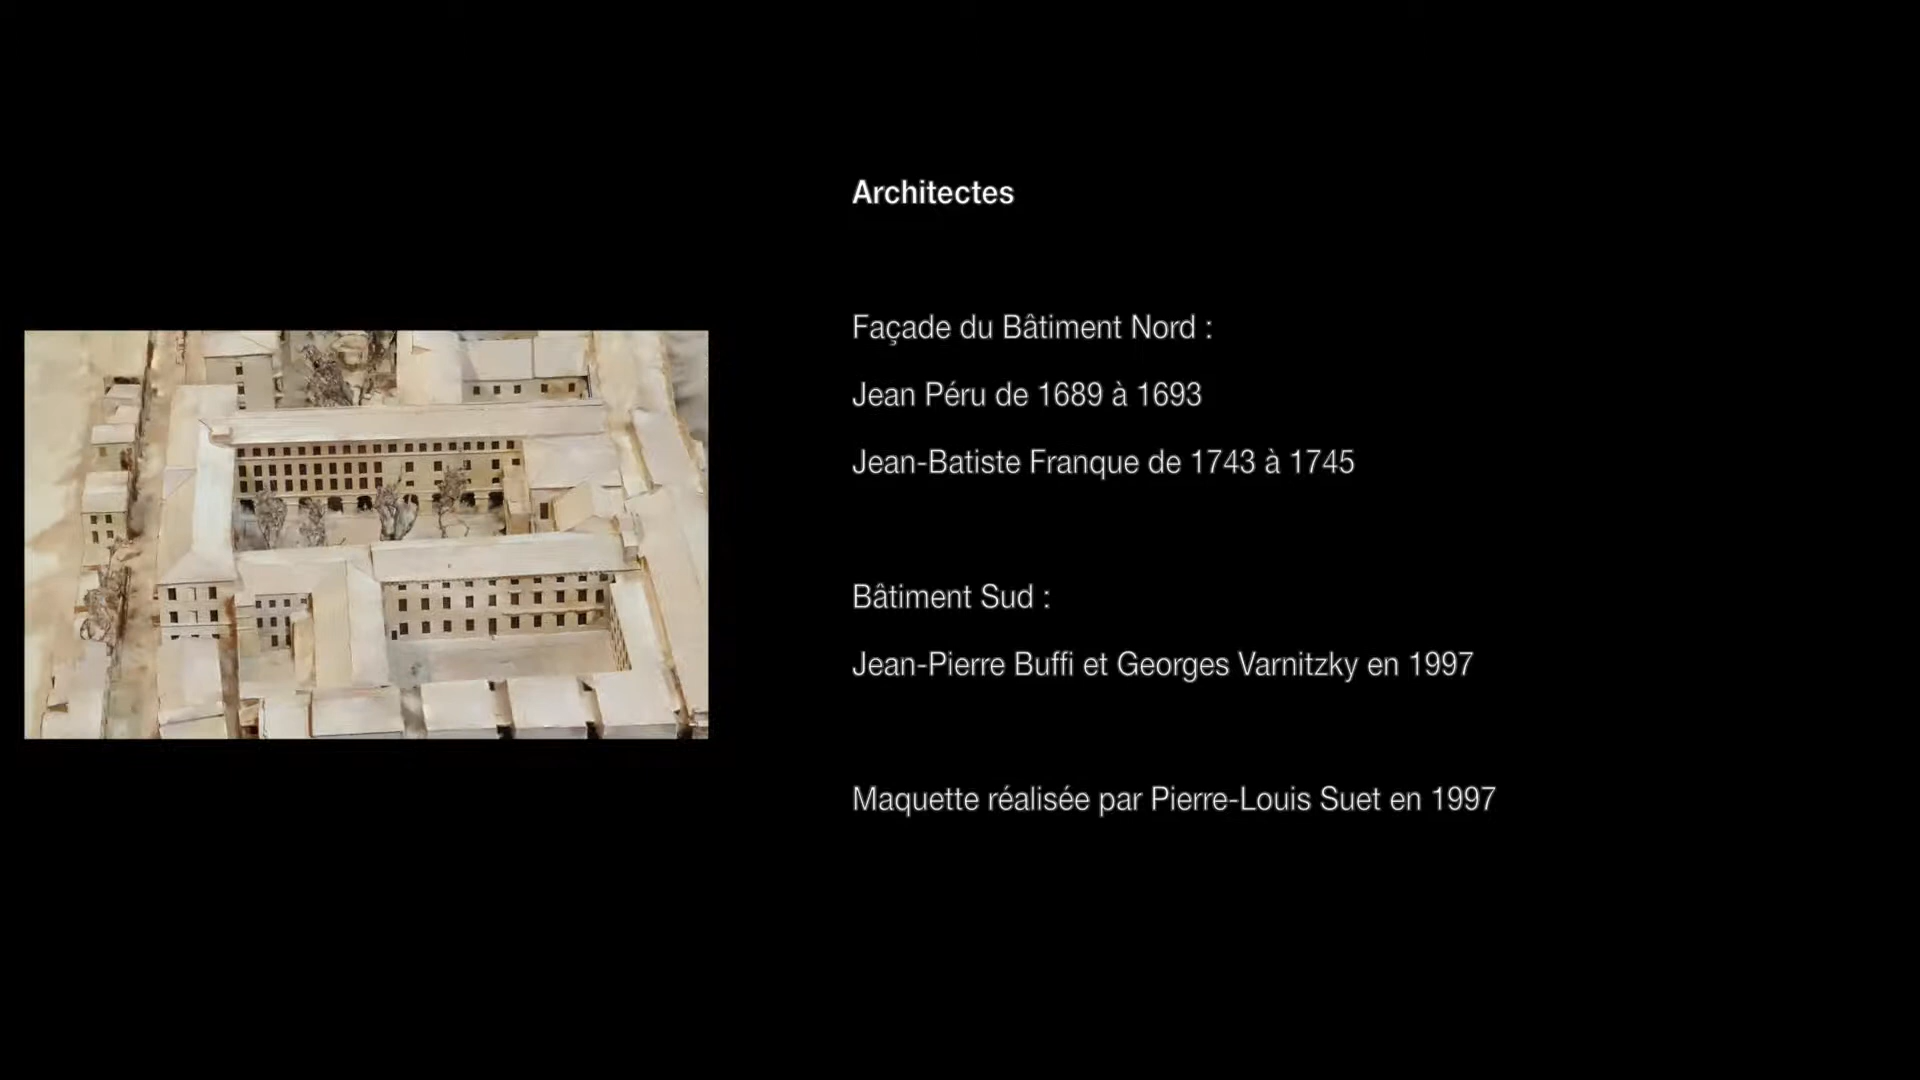 Architectes
Façade du Bâtiment Nord :
Jean Péru de 1689 à 1693
Jean-Batiste Franque de 1743 à 1745
Bâtiment Sud :
Jean-Pierre Buffi et Georges Varnitzky en 1997
Maquette réalisée par Pierre-Louis Suet en 1997